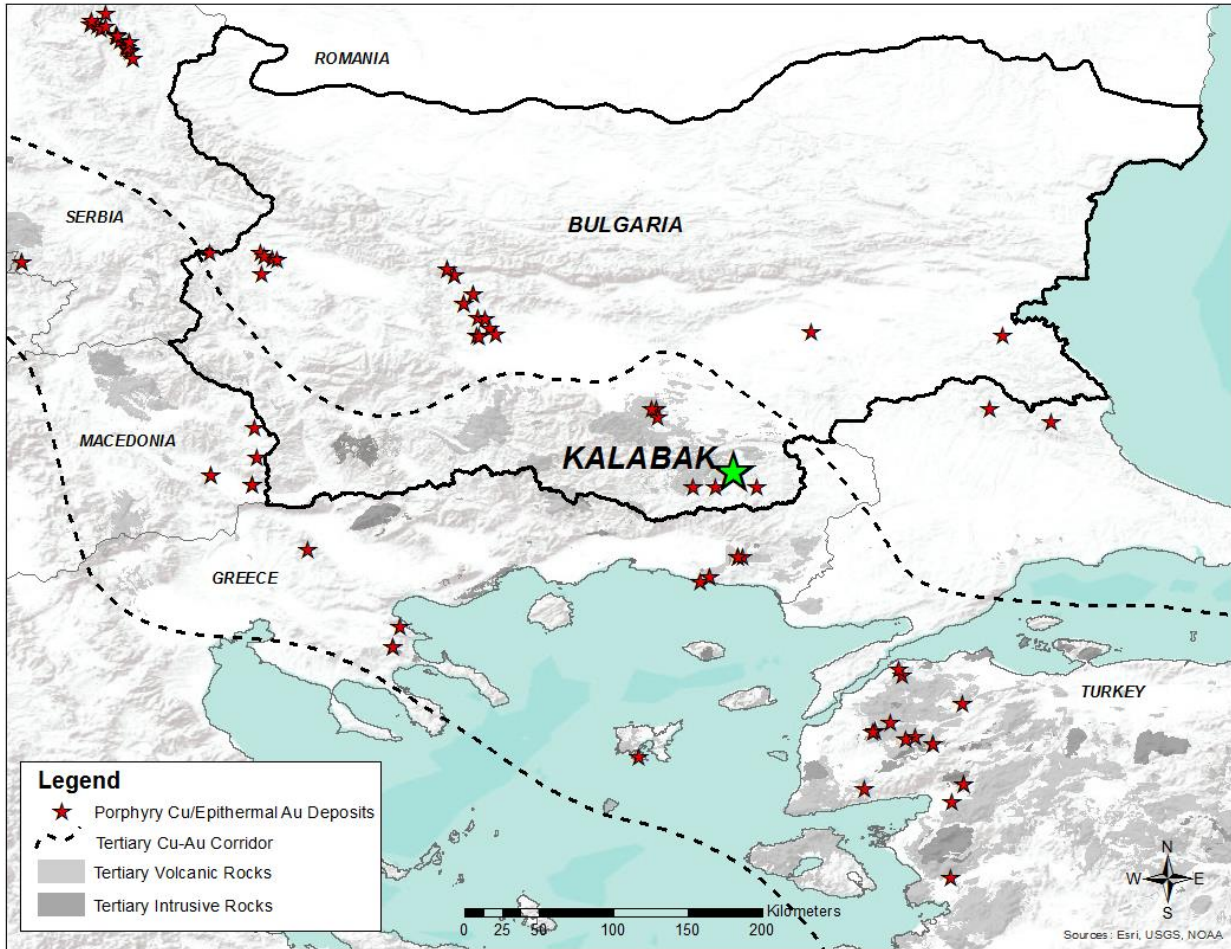 ROMANIA
SERBIA
BULGARIA
MACEDONIA
KALABAK
GREECE
TURKEY
Legend
Porphyry Cu/Epithermal Au Deposits
Tertiary Cu-Au Corridor
Tertiary Volcanic Rocks
Tertiary Intrusive Rocks
Kilometers
0 25 50 100 150 200
N
W E
S
Sources: Esri, USGS, NOAA